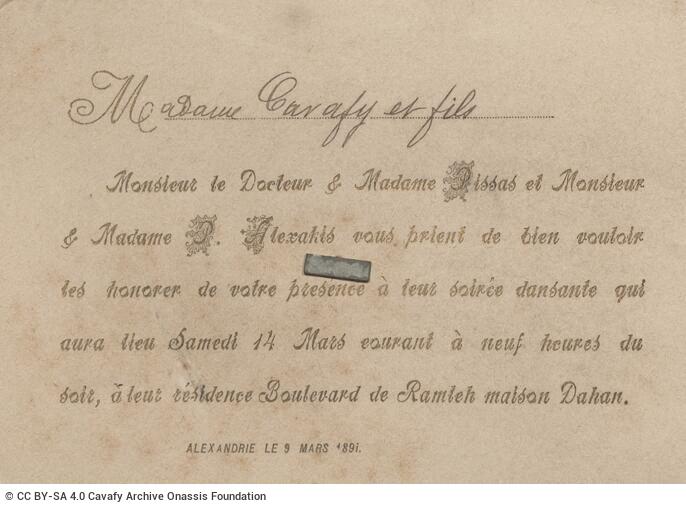 Madame Cavafy et fils
Monsieur le Docteur & Madame Pissas et Monsieur
& Madame P. Alexakis vous prient de bien vouloir
les honorer de votre presence à leur soirée dansante qui
aura lieu Samedi 14 Mars courant à neuf heures du
soir, à leur résidence Boulevard de Ramleh maison Dahan.
ALEXANDRIE LE 9 MARS 1891.
© CC BY-SA 4.0 Cavafy Archive Onassis Foundation